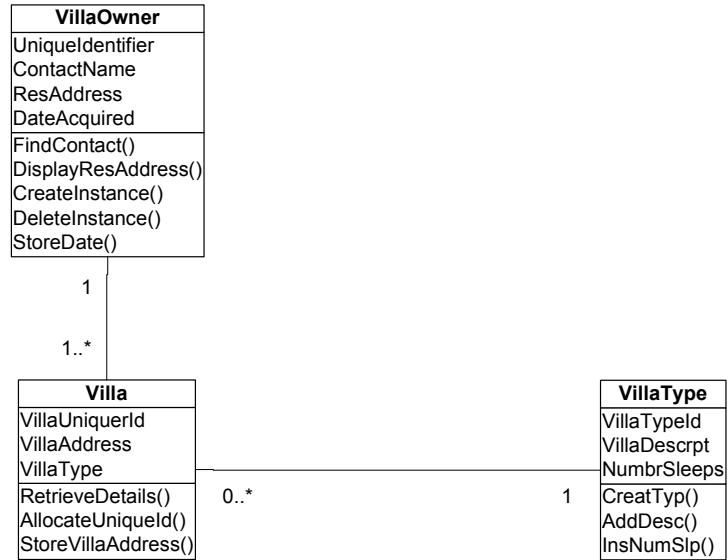 VillaOwner
UniqueIdentifier
ContactName
ResAddress
DateAcquired
FindContact()
DisplayResAddress()
CreateInstance()
DeleteInstance()
StoreDate()
1
1..*
Villa
VillaUniquerId
VillaAddress
VillaType
RetrieveDetails()
AllocateUniqueId()
StoreVillaAddress()
0..*
1
VillaType
VillaTypeId
VillaDescrpt
NumbrSleeps
CreatTyp()
AddDesc()
InsNumSlp()